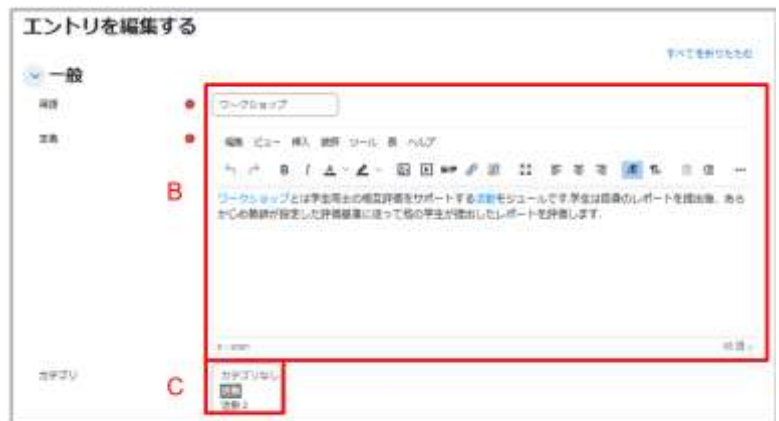 エントリを編集する
すべてを折りたたむ
一般
用語
ワークショップ
定義
編集 ビュー 挿入 書式 ツール 表 ヘルプ
B
ワークショップとは学生同士の相互評価をサポートする活動モジュールです.学生は自身のレポートを提出後、あら
かじめ教師が設定した評価基準に従って他の学生が提出したレポートを評価します.
カテゴリ
C
カテゴリなし
活動
活動 2